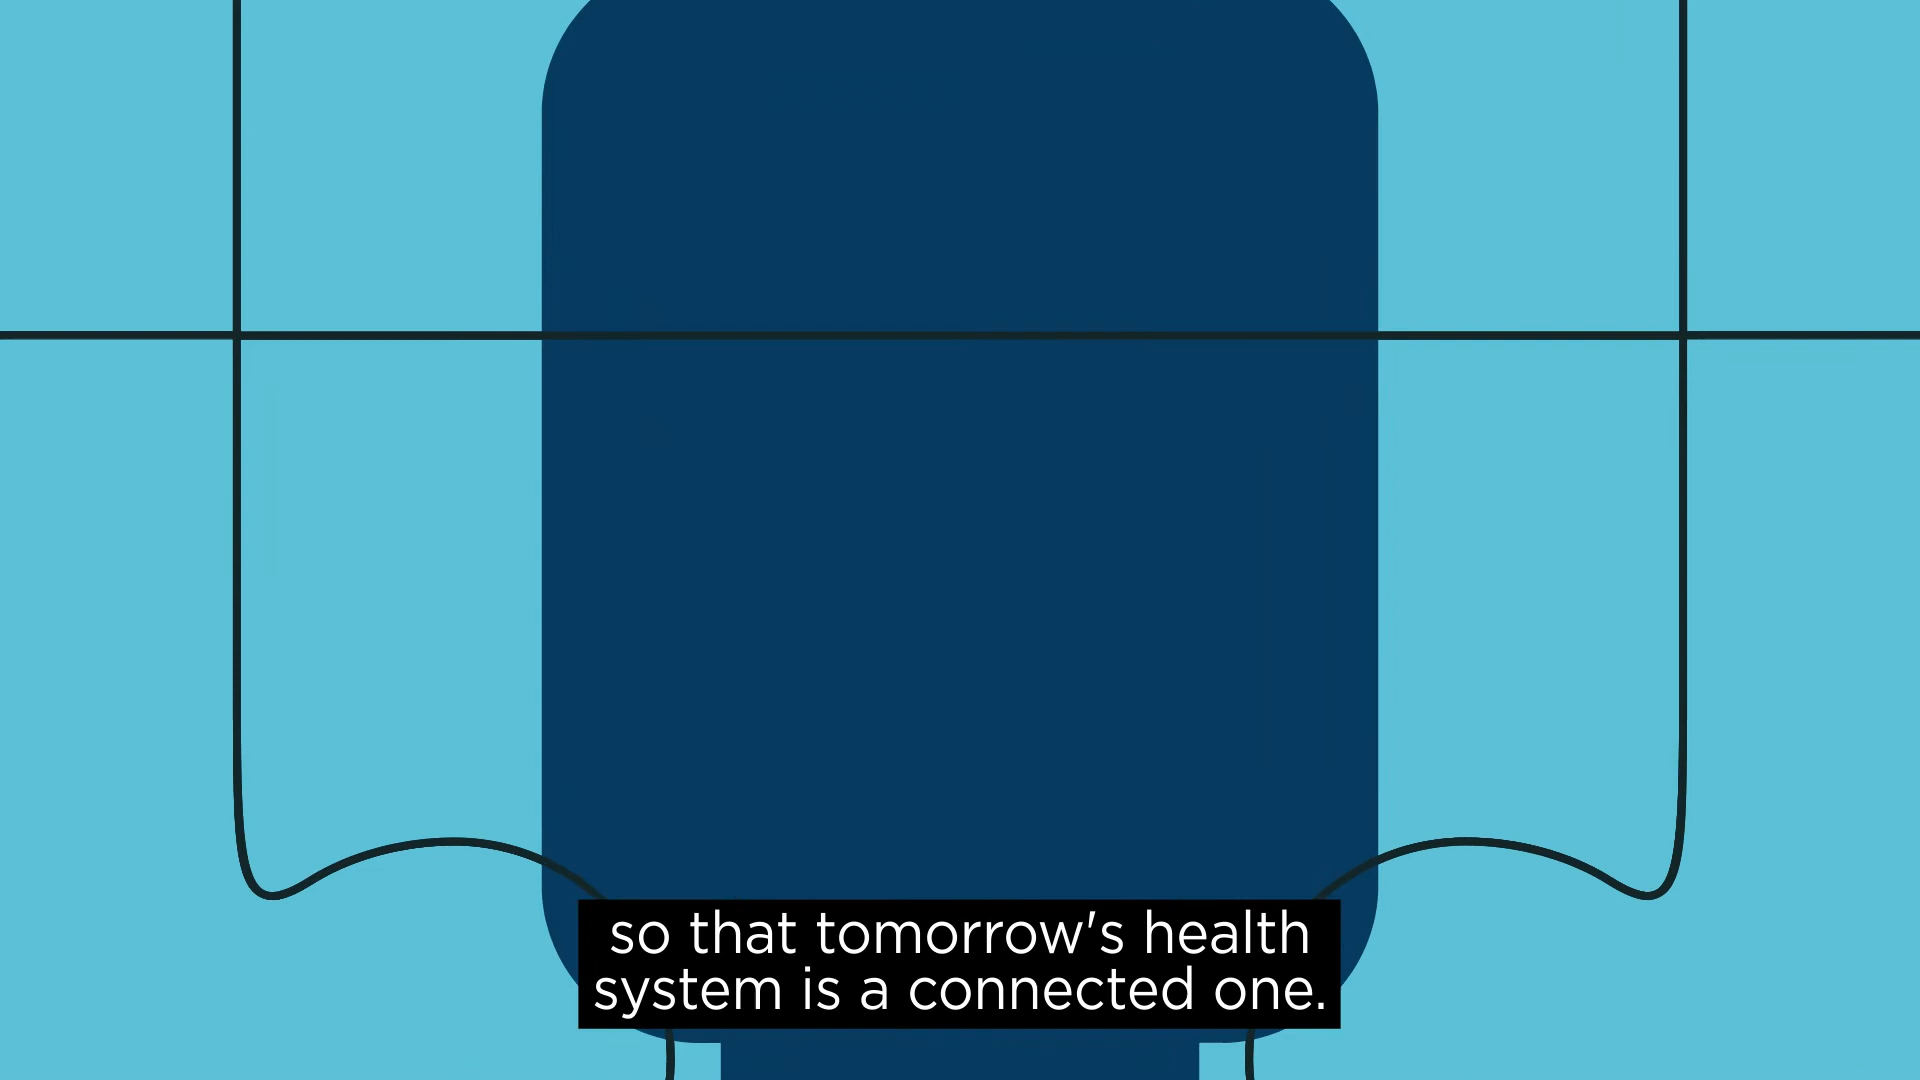 so that tomorrow's health
system is a connected one.